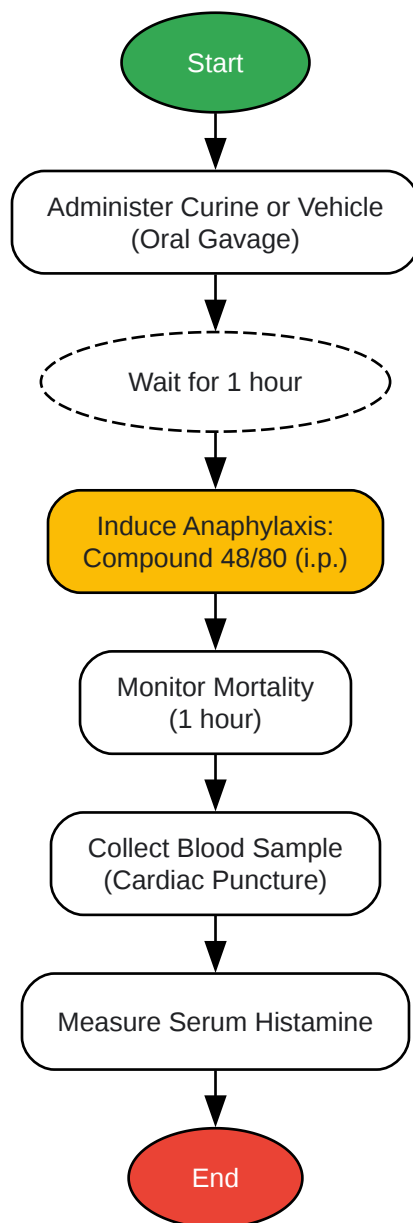 Start
Administer Curine or Vehicle
(Oral Gavage)
Wait for 1 hour
Induce Anaphylaxis:
Compound 48/80 (i.p.)
Monitor Mortality
(1 hour)
Collect Blood Sample
(Cardiac Puncture)
Measure Serum Histamine
End